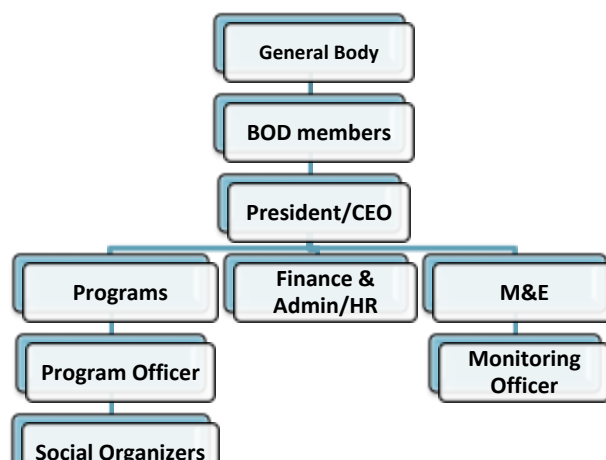 General Body
BOD members
President/CEO
Programs
Finance &
Admin/HR
M&E
Program Officer
Monitoring
Officer
Social Organizers